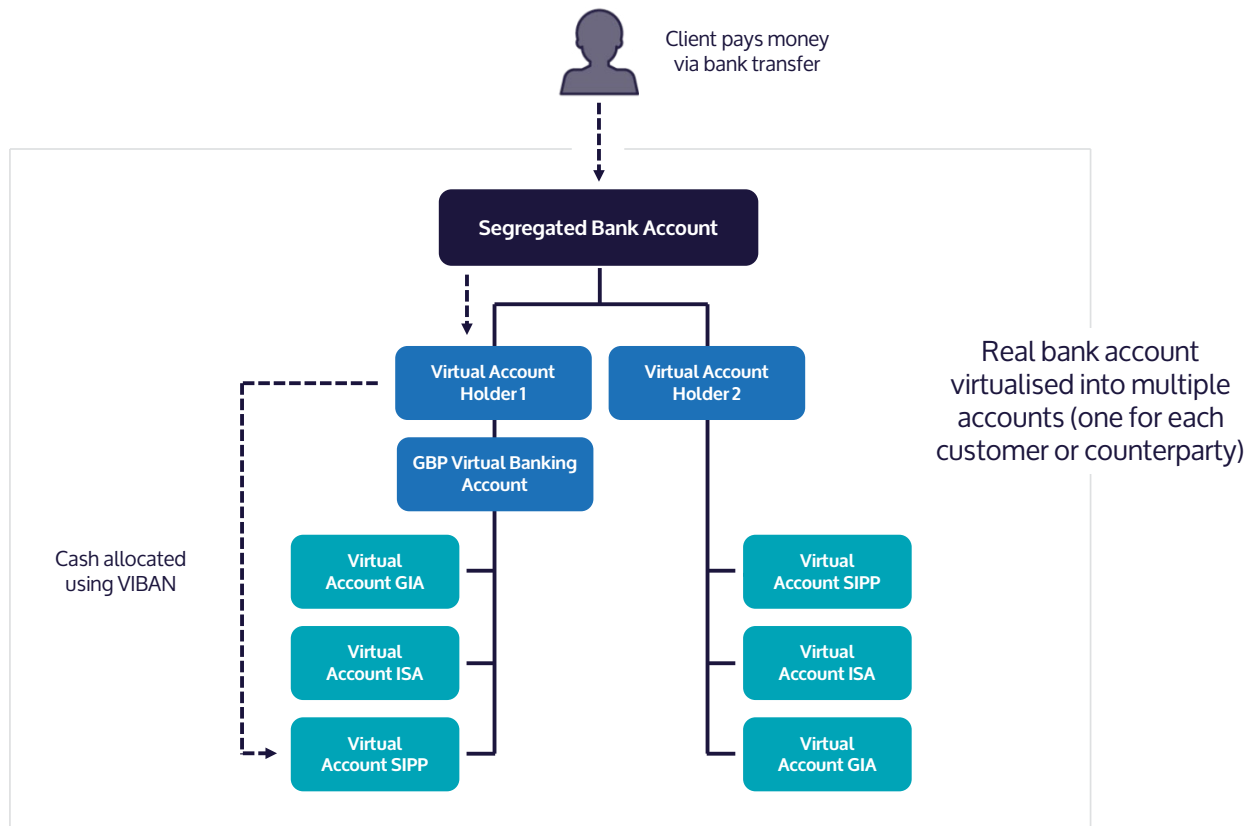 Client pays money
via bank transfer
Segregated Bank Account
Virtual Account
Holder 1
Virtual Account
Holder 2
Real bank account
virtualised into multiple
accounts (one for each
customer or counterparty)
GBP Virtual Banking
Account
Cash allocated
using VIBAN
Virtual
Account GIA
Virtual
Account SIPP
Virtual
Account ISA
Virtual
Account ISA
Virtual
Account SIPP
Virtual
Account GIA